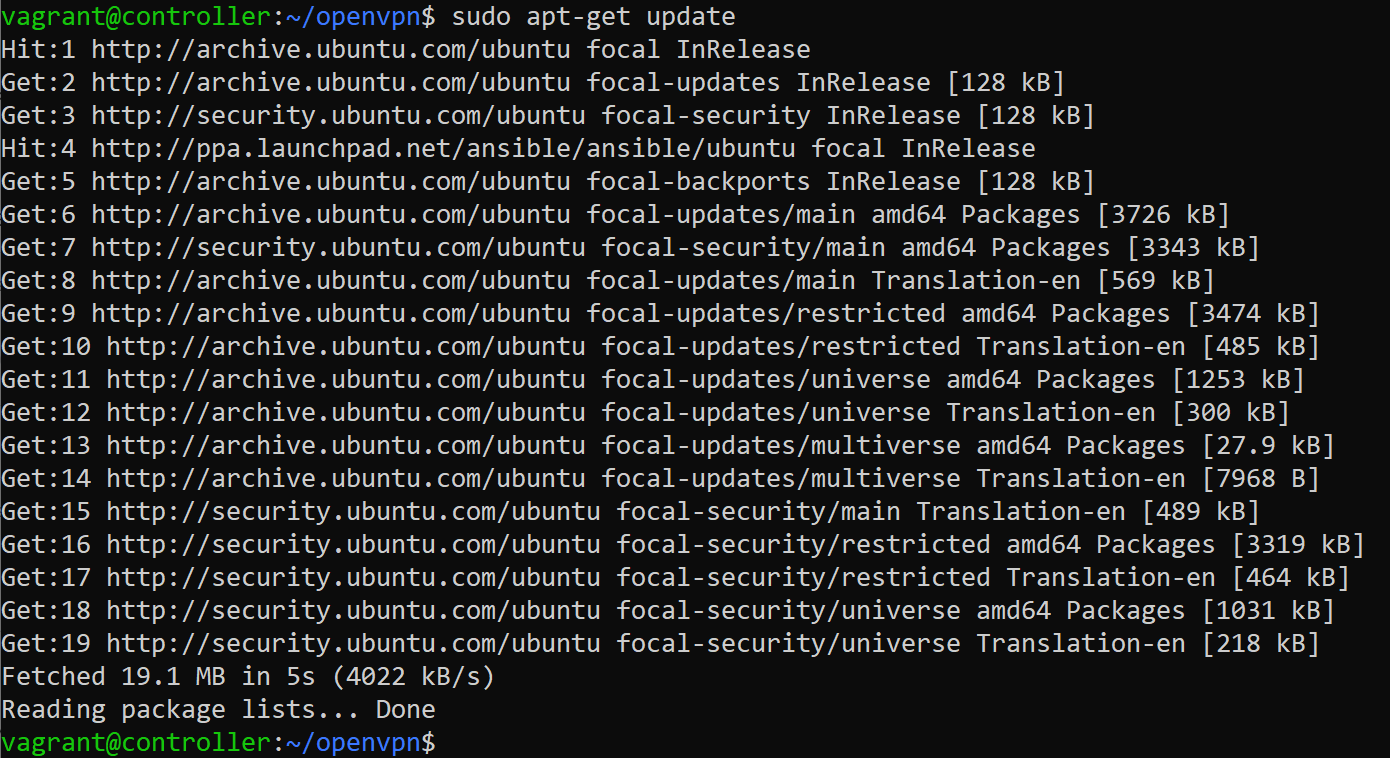 vagrant@controller:~/openvpn$ sudo apt-get update
Hit:1 http://archive.ubuntu.com/ubuntu focal InRelease
Get:2 http://archive.ubuntu.com/ubuntu focal-updates InRelease [128 kB]
Get:3 http://security.ubuntu.com/ubuntu focal-security InRelease [128 kB]
Hit:4 http://ppa.launchpad.net/ansible/ansible/ubuntu focal InRelease
Get:5 http://archive.ubuntu.com/ubuntu focal-backports InRelease [128 kB]
Get:6 http://archive.ubuntu.com/ubuntu focal-updates/main amd64 Packages [3726 kB]
Get:7 http://security.ubuntu.com/ubuntu focal-security/main amd64 Packages [3343 kB]
Get:8 http://archive.ubuntu.com/ubuntu focal-updates/main Translation-en [569 kB]
Get:9 http://archive.ubuntu.com/ubuntu focal-updates/restricted amd64 Packages [3474 kB]
Get:10 http://archive.ubuntu.com/ubuntu focal-updates/restricted Translation-en [485 kB]
Get:11 http://archive.ubuntu.com/ubuntu focal-updates/universe amd64 Packages [1253 kB]
Get:12 http://archive.ubuntu.com/ubuntu focal-updates/universe Translation-en [300 kB]
Get:13 http://archive.ubuntu.com/ubuntu focal-updates/multiverse amd64 Packages [27.9 kB]
Get:14 http://archive.ubuntu.com/ubuntu focal-updates/multiverse Translation-en [7968 B]
Get:15 http://security.ubuntu.com/ubuntu focal-security/main Translation-en [489 kB]
Get:16 http://security.ubuntu.com/ubuntu focal-security/restricted amd64 Packages [3319 kB]
Get:17 http://security.ubuntu.com/ubuntu focal-security/restricted Translation-en [464 kB]
Get:18 http://security.ubuntu.com/ubuntu focal-security/universe amd64 Packages [1031 kB]
Get:19 http://security.ubuntu.com/ubuntu focal-security/universe Translation-en [218 kB]
Fetched 19.1 MB in 5s (4022 kB/s)
Reading package lists... Done
vagrant@controller:~/openvpn$